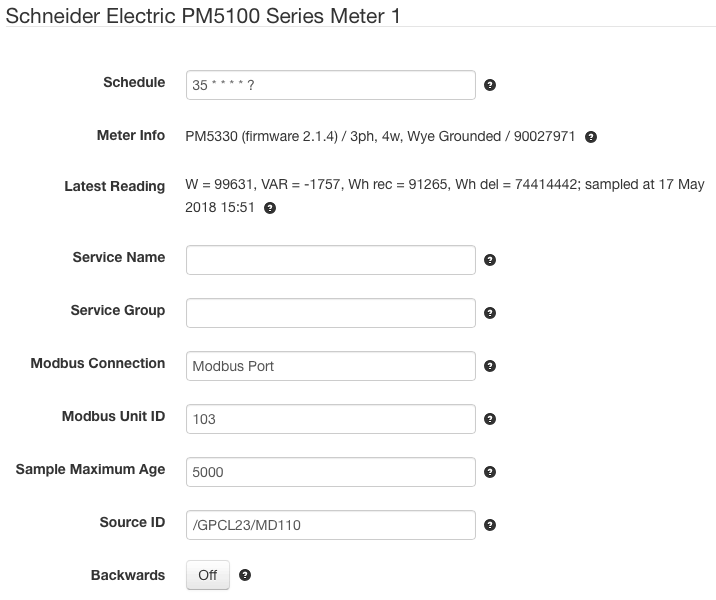 Schneider Electric PM5100 Series Meter 1
Schedule 35 * * * * ?
Meter Info PM5330 (firmware 2.1.4) / 3ph, 4w, Wye Grounded / 90027971
Latest Reading W = 99631, VAR = -1757, Wh rec = 91265, Wh del = 74414442; sampled at 17 May
2018 15:51
Service Name
Service Group
Modbus Connection Modbus Port
Modbus Unit ID 103
Sample Maximum Age 5000
Source ID /GPCL23/MD110
Backwards Off